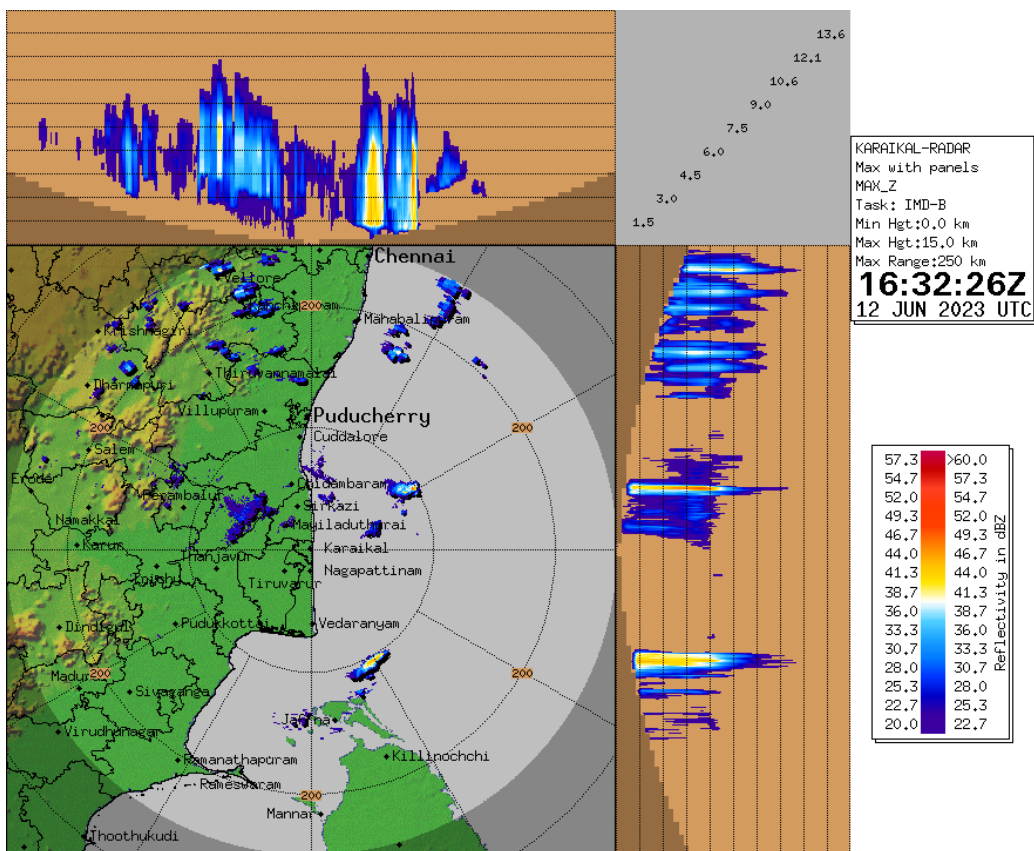 13.6
12.1
10.6
9.0
7.5
6.0
4.5
3.0
1.5
KARAIKAL-RADAR
Max with panels
MAX_Z
Task: IMD-B
Min Hgt:0.0 km
Max Hgt:15.0 km
Max Range:250 km
16:32:26Z
12 JUN 2023 UTC
Chennai
Vellore
200
Mahabalipuram
Krishnagiri
Thiruvannamalai
Dharmapuri
Villupuram
Puducherry
200
200
Cuddalore
Salem
Erode
Chidambaram
Perambalur
Sirkazi
Namakkal
Mayiladuthurai
Karur
Karaikal
Thanjavur
Trichy
Nagapattinam
Tiruvarur
Dindigul
Pudukkottai
Vedaranyam
Madurai
200
200
Sivaganga
Jaffna
Virudhunagar
Killinochchi
Ramanathapuram
Rameswaram
200
Mannar
Thoothukudi
57.3 >60.0
54.7 57.3
52.0 54.7
49.3 52.0
46.7 49.3
44.0 46.7
41.3 44.0
38.7 41.3
36.0 38.7
33.3 36.0
30.7 33.3
28.0 30.7
25.3 28.0
22.7 25.3
20.0 22.7
Reflectivity in dBZ